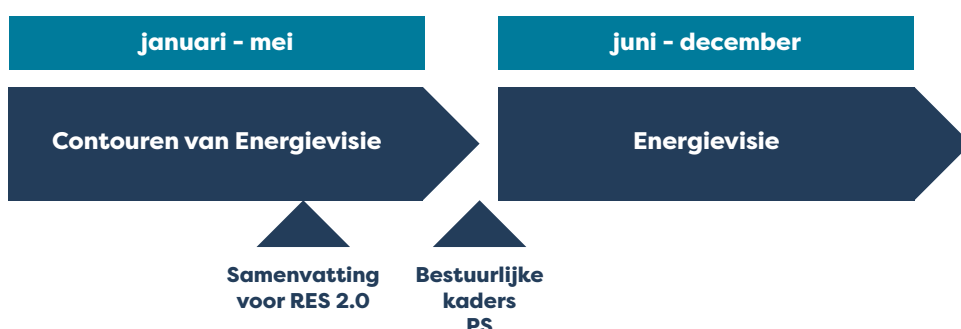 januari - mei
juni - december
Contouren van Energievisie
Energievisie
Samenvatting
voor RES 2.0
Bestuurlijke
kaders
PS